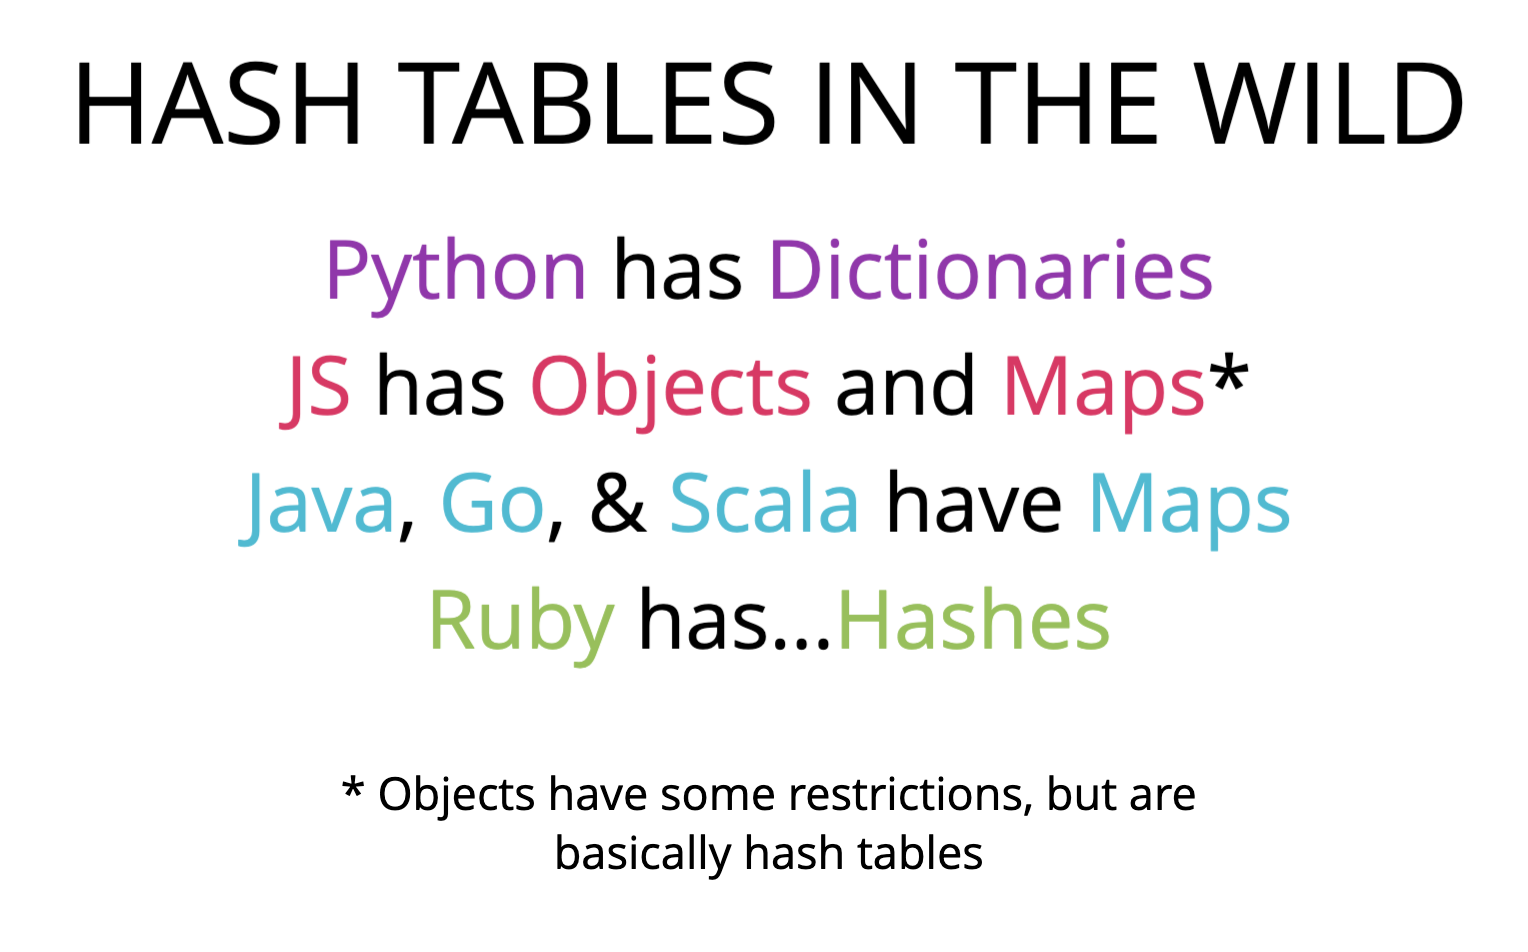 HASH TABLES IN THE WILD
Python has Dictionaries
JS has Objects and Maps*
Java, Go, & Scala have Maps
Ruby has...Hashes
* Objects have some restrictions, but are
basically hash tables